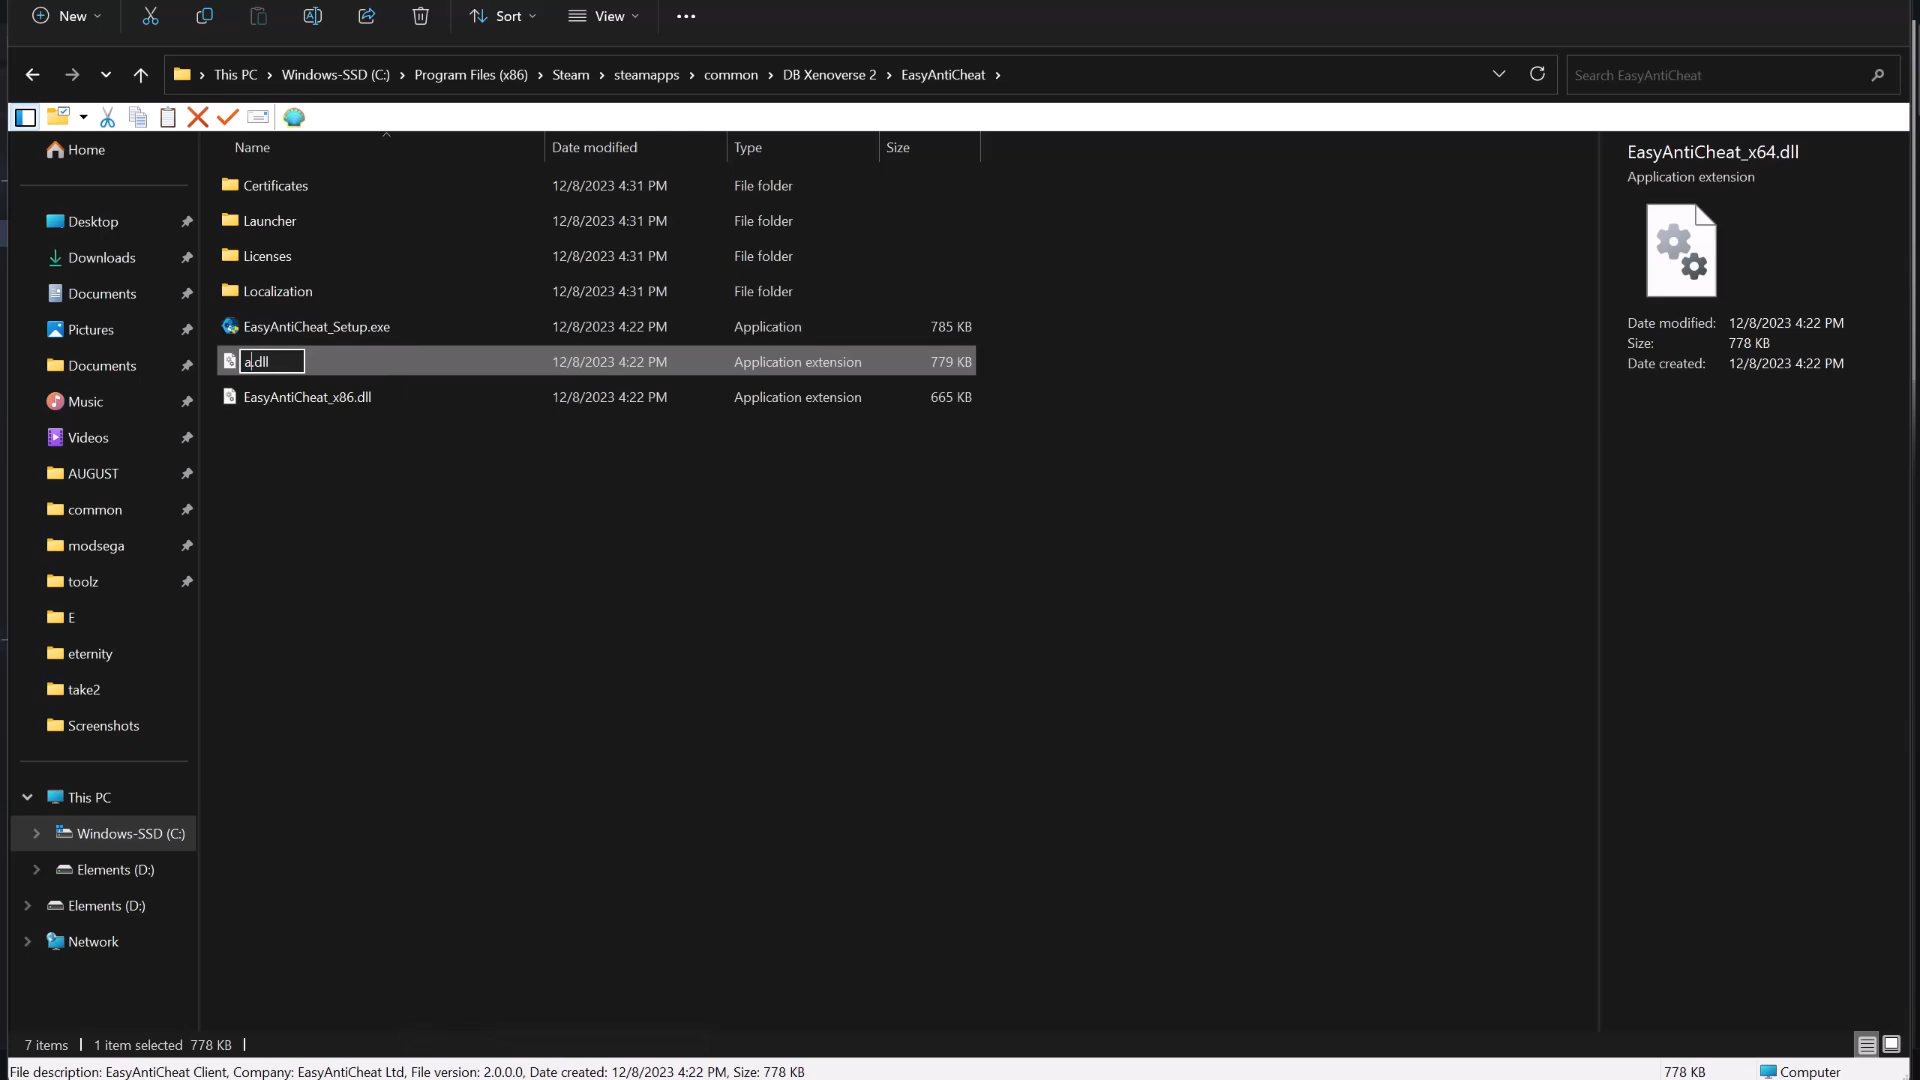 New Sort View
This PC Windows-SSD (C:) Program Files (x86) Steam steamapps common DB Xenoverse 2 EasyAntiCheat Search EasyAntiCheat
Name Date modified Type Size
Certificates 12/8/2023 4:31 PM File folder
Launcher 12/8/2023 4:31 PM File folder
Licenses 12/8/2023 4:31 PM File folder
Localization 12/8/2023 4:31 PM File folder
EasyAntiCheat_Setup.exe 12/8/2023 4:22 PM Application 785 KB
a.dll 12/8/2023 4:22 PM Application extension 779 KB
EasyAntiCheat_x86.dll 12/8/2023 4:22 PM Application extension 665 KB
Home
Desktop
Downloads
Documents
Pictures
Documents
Music
Videos
AUGUST
common
modsega
toolz
E
eternity
take2
Screenshots
This PC
Windows-SSD (C:)
Elements (D:)
Elements (D:)
Network
EasyAntiCheat_x64.dll
Application extension
Date modified: 12/8/2023 4:22 PM
Size: 778 KB
Date created: 12/8/2023 4:22 PM
7 items 1 item selected 778 KB
File description: EasyAntiCheat Client, Company: EasyAntiCheat Ltd, File version: 2.0.0.0, Date created: 12/8/2023 4:22 PM, Size: 778 KB 778 KB Computer